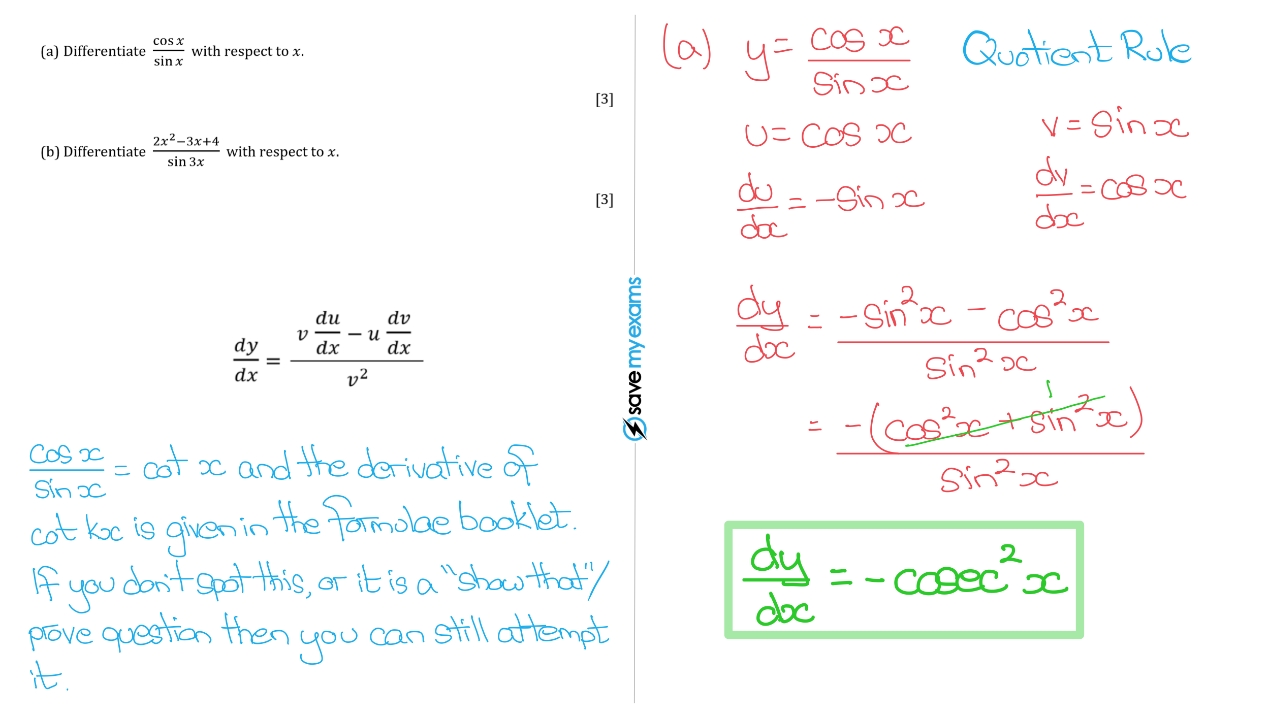 (a) Differentiate cos x / sin x with respect to x.
[3]
(b) Differentiate 2x²−3x+4 / sin 3x with respect to x.
[3]
dy/dx = (v du/dx − u dv/dx) / v²
cos x / sin x = cot x and the derivative of
cot kx is given in the formulae booklet.
If you don't spot this, or it is a "show that"/
prove question then you can still attempt
it.
save my exams
(a) y = cos x / sin x Quotient Rule
u = cos x v = sin x
du/dx = −sin x dv/dx = cos x
dy/dx = (−sin²x − cos²x) / sin²x
1
= −(cos²x + sin²x) / sin²x
dy/dx = −cosec²x